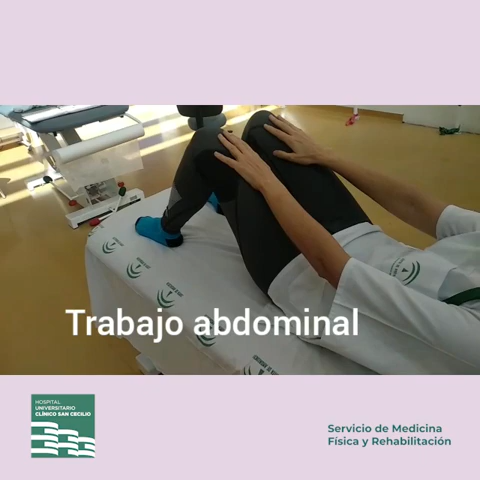 Trabajo abdominal
HOSPITAL
UNIVERSITARIO
CLÍNICO SAN CECILIO
Servicio de Medicina
Física y Rehabilitación